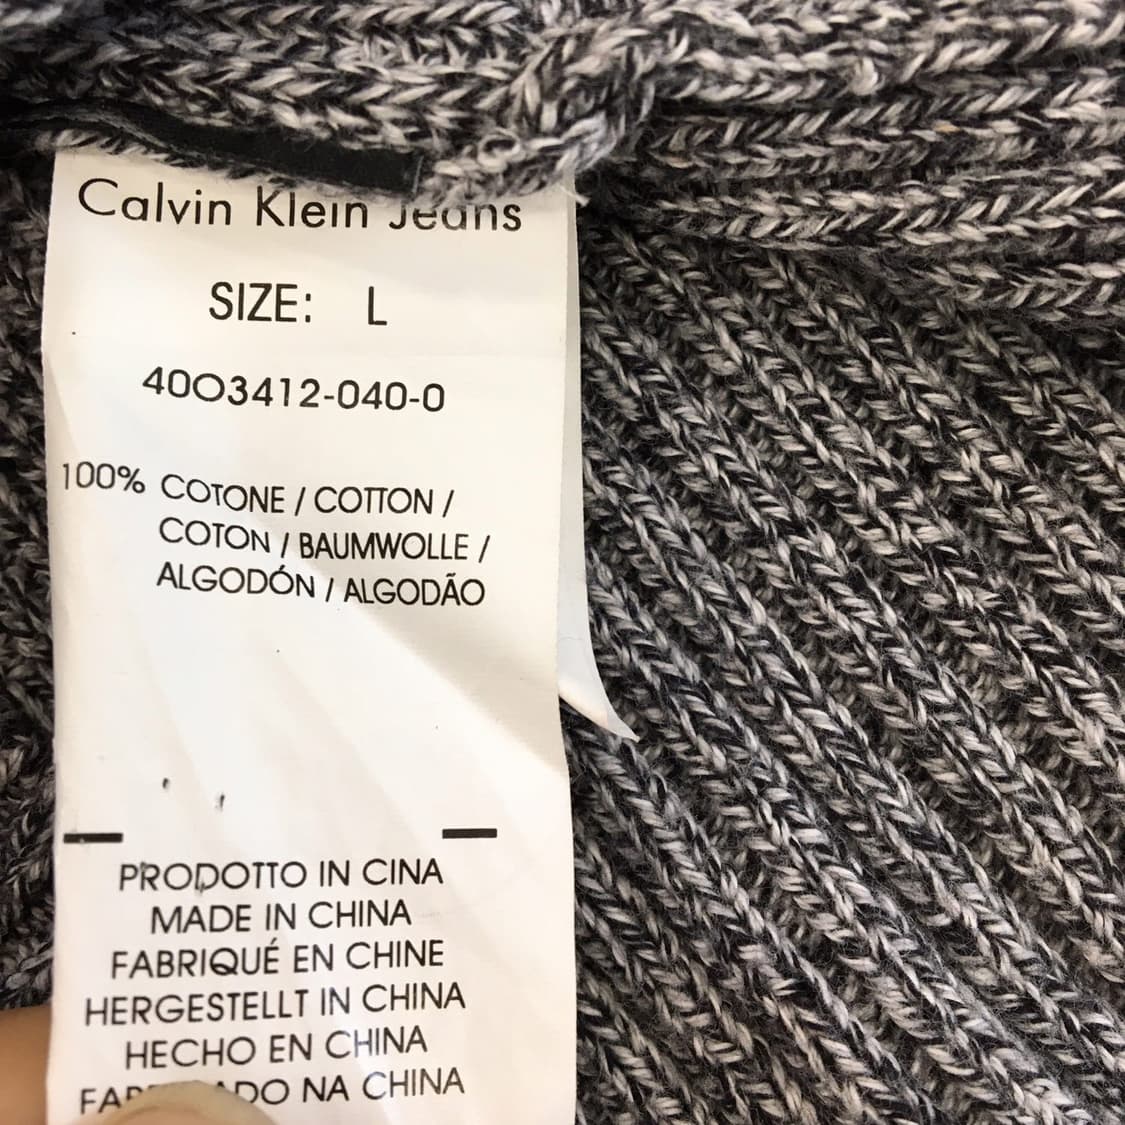 Calvin Klein Jeans
SIZE: L
40O3412-040-0
100% COTONE / COTTON /
COTON / BAUMWOLLE /
ALGODÓN / ALGODÃO
PRODOTTO IN CINA
MADE IN CHINA
FABRIQUÉ EN CHINE
HERGESTELLT IN CHINA
HECHO EN CHINA
NA CHINA